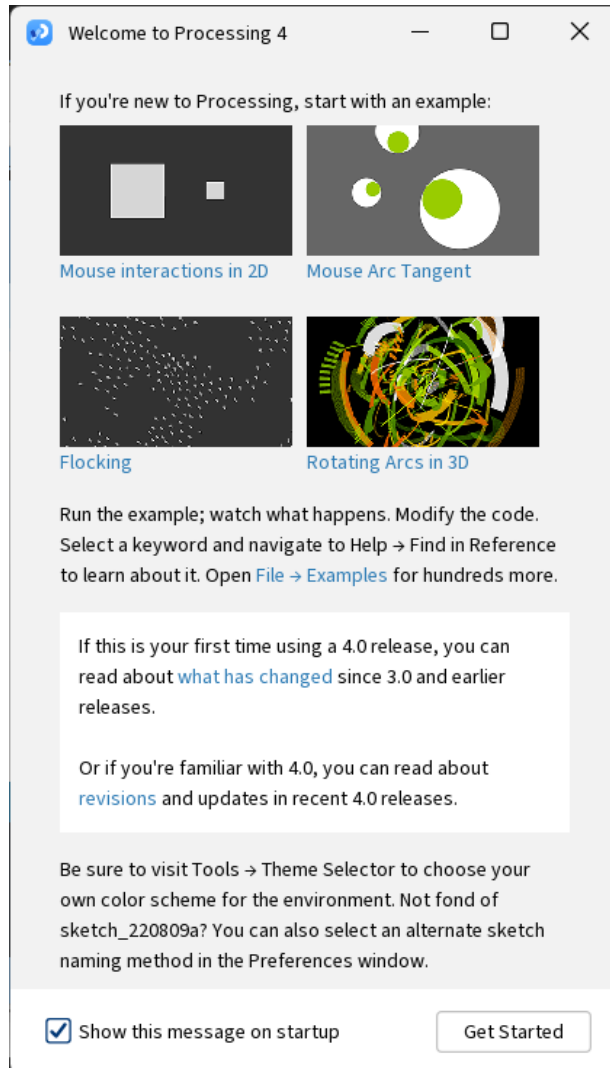 Welcome to Processing 4
If you're new to Processing, start with an example:
Mouse interactions in 2D
Mouse Arc Tangent
Flocking
Rotating Arcs in 3D
Run the example; watch what happens. Modify the code.
Select a keyword and navigate to Help → Find in Reference
to learn about it. Open File → Examples for hundreds more.
If this is your first time using a 4.0 release, you can
read about what has changed since 3.0 and earlier
releases.
Or if you're familiar with 4.0, you can read about
revisions and updates in recent 4.0 releases.
Be sure to visit Tools → Theme Selector to choose your
own color scheme for the environment. Not fond of
sketch_220809a? You can also select an alternate sketch
naming method in the Preferences window.
Show this message on startup
Get Started